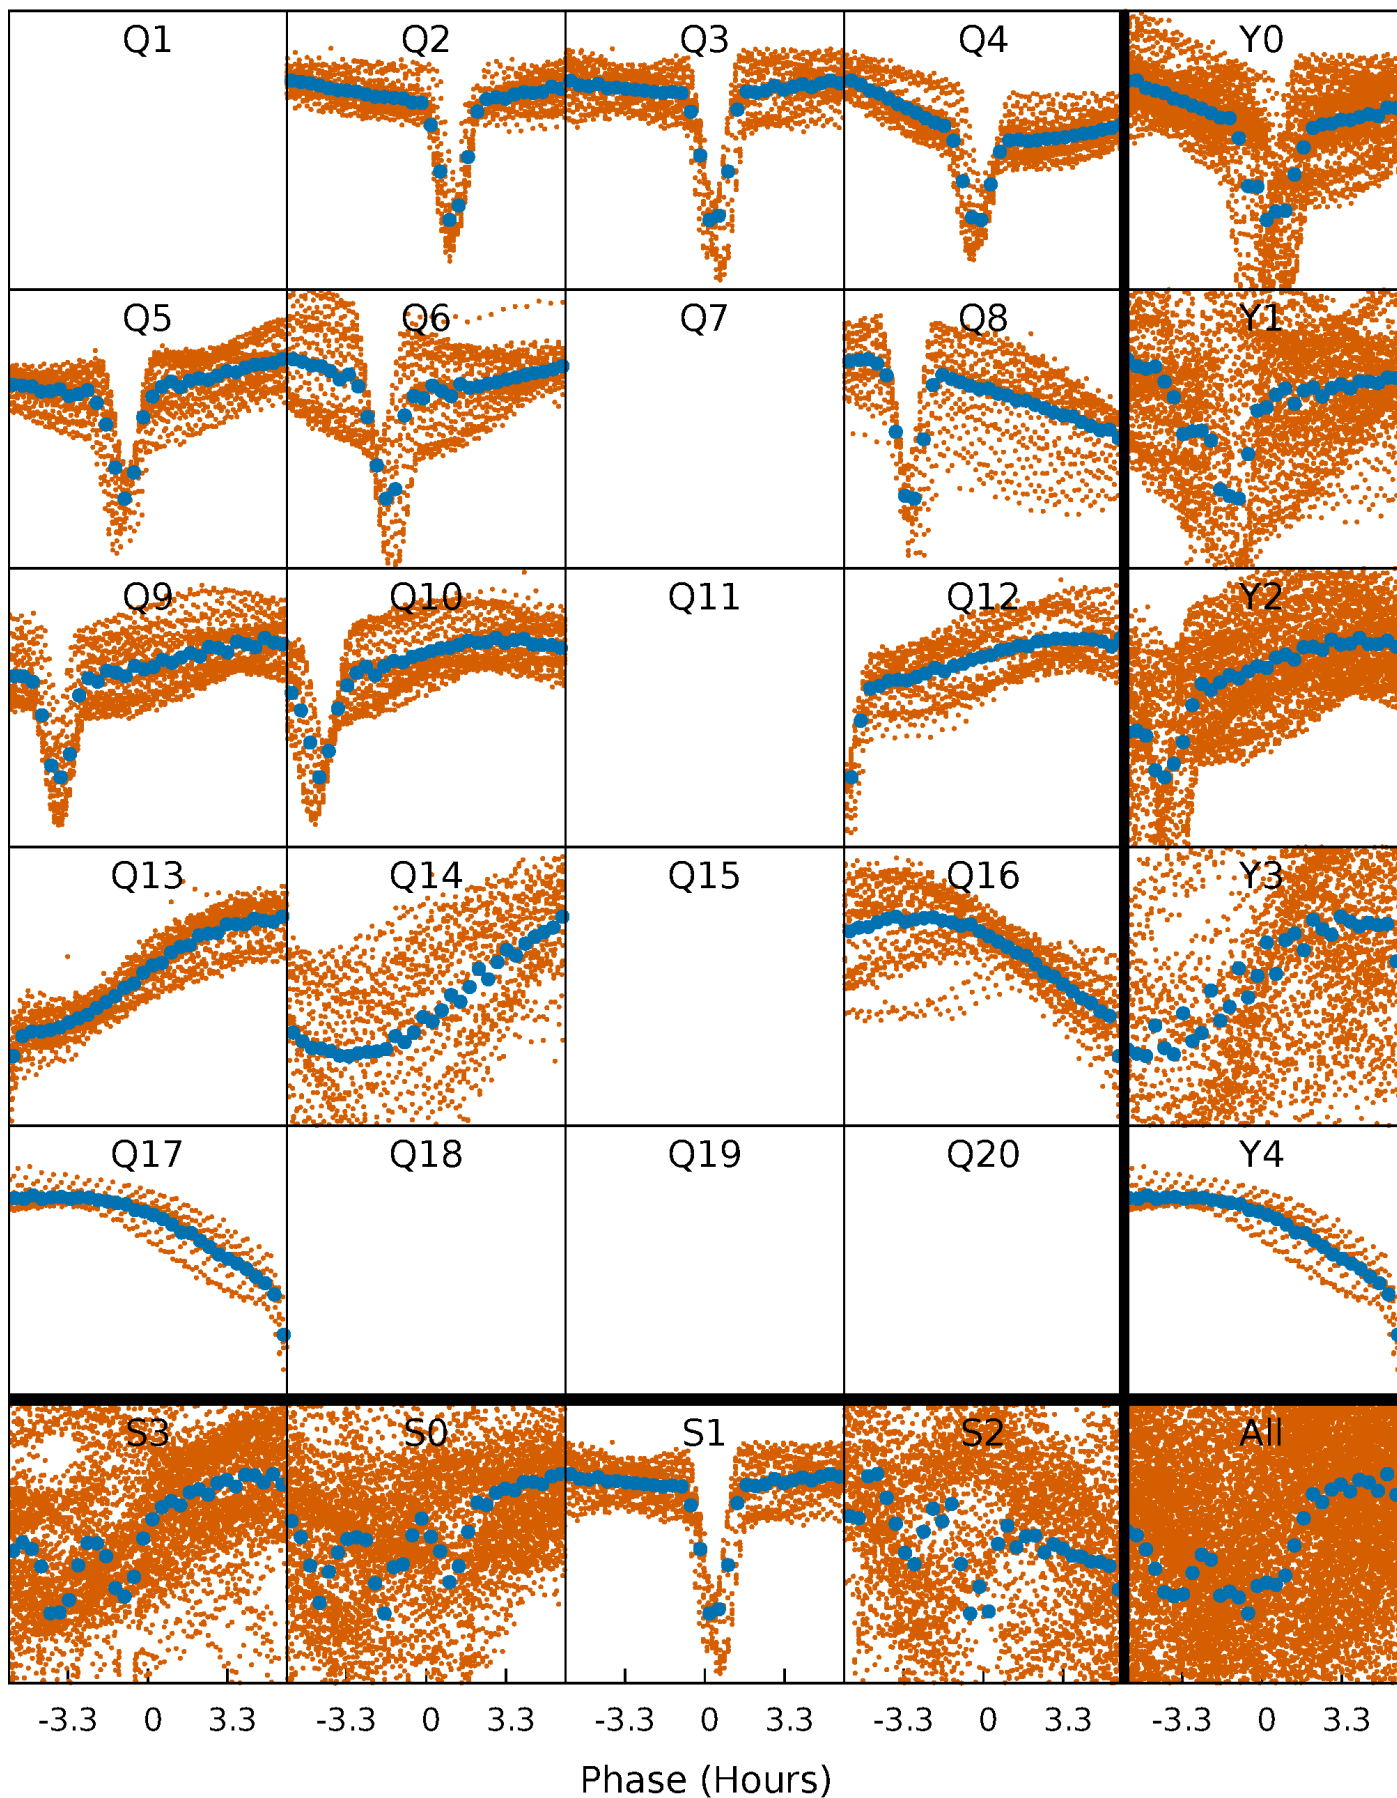 Q1 Q2 Q3 Q4 Y0
Q5 Q6 Q7 Q8 Y1
Q9 Q10 Q11 Q12 Y2
Q13 Q14 Q15 Q16 Y3
Q17 Q18 Q19 Q20 Y4
S3 S0 S1 S2 All
-3.3 0 3.3 -3.3 0 3.3 -3.3 0 3.3 -3.3 0 3.3 -3.3 0 3.3
Phase (Hours)